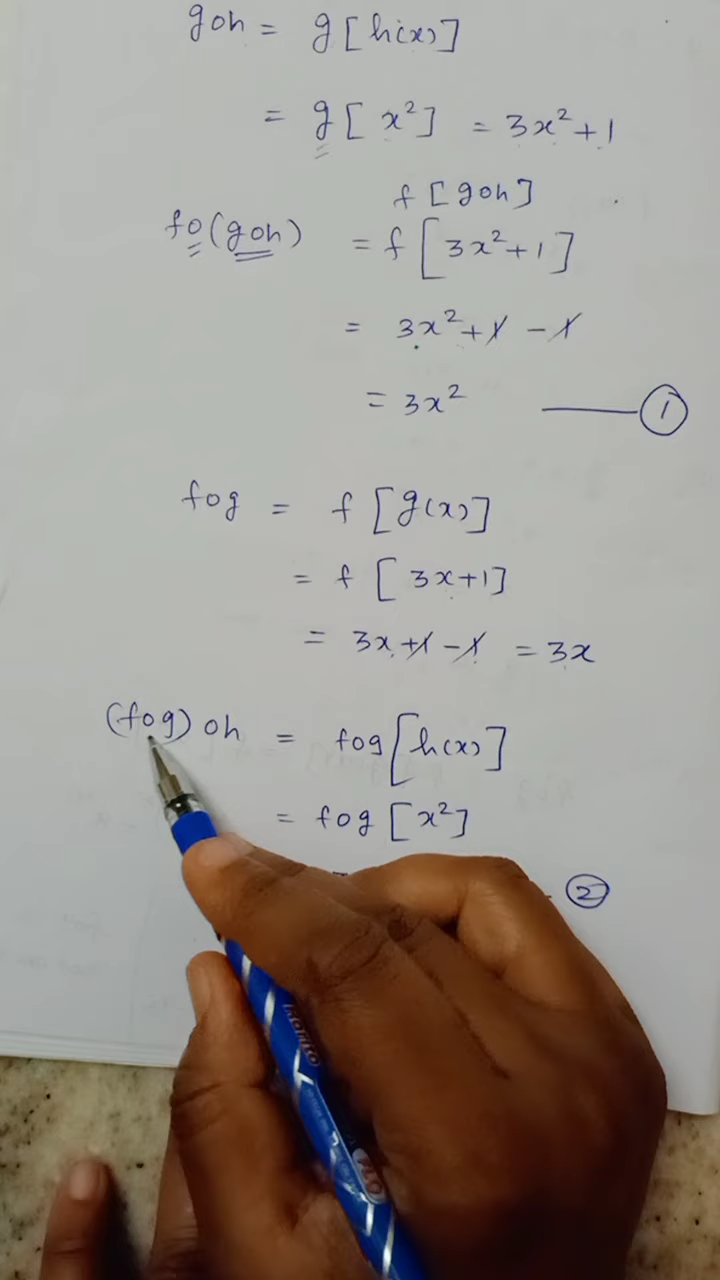 goh = g[h(x)]
= g[x²] = 3x²+1
f[goh]
fo(goh) = f[3x²+1]
= 3x²+1 -1
= 3x² ——— ①
fog = f[g(x)]
= f[3x+1]
= 3x+1-1 = 3x
(fog)oh = fog[h(x)]
= fog[x²]
②